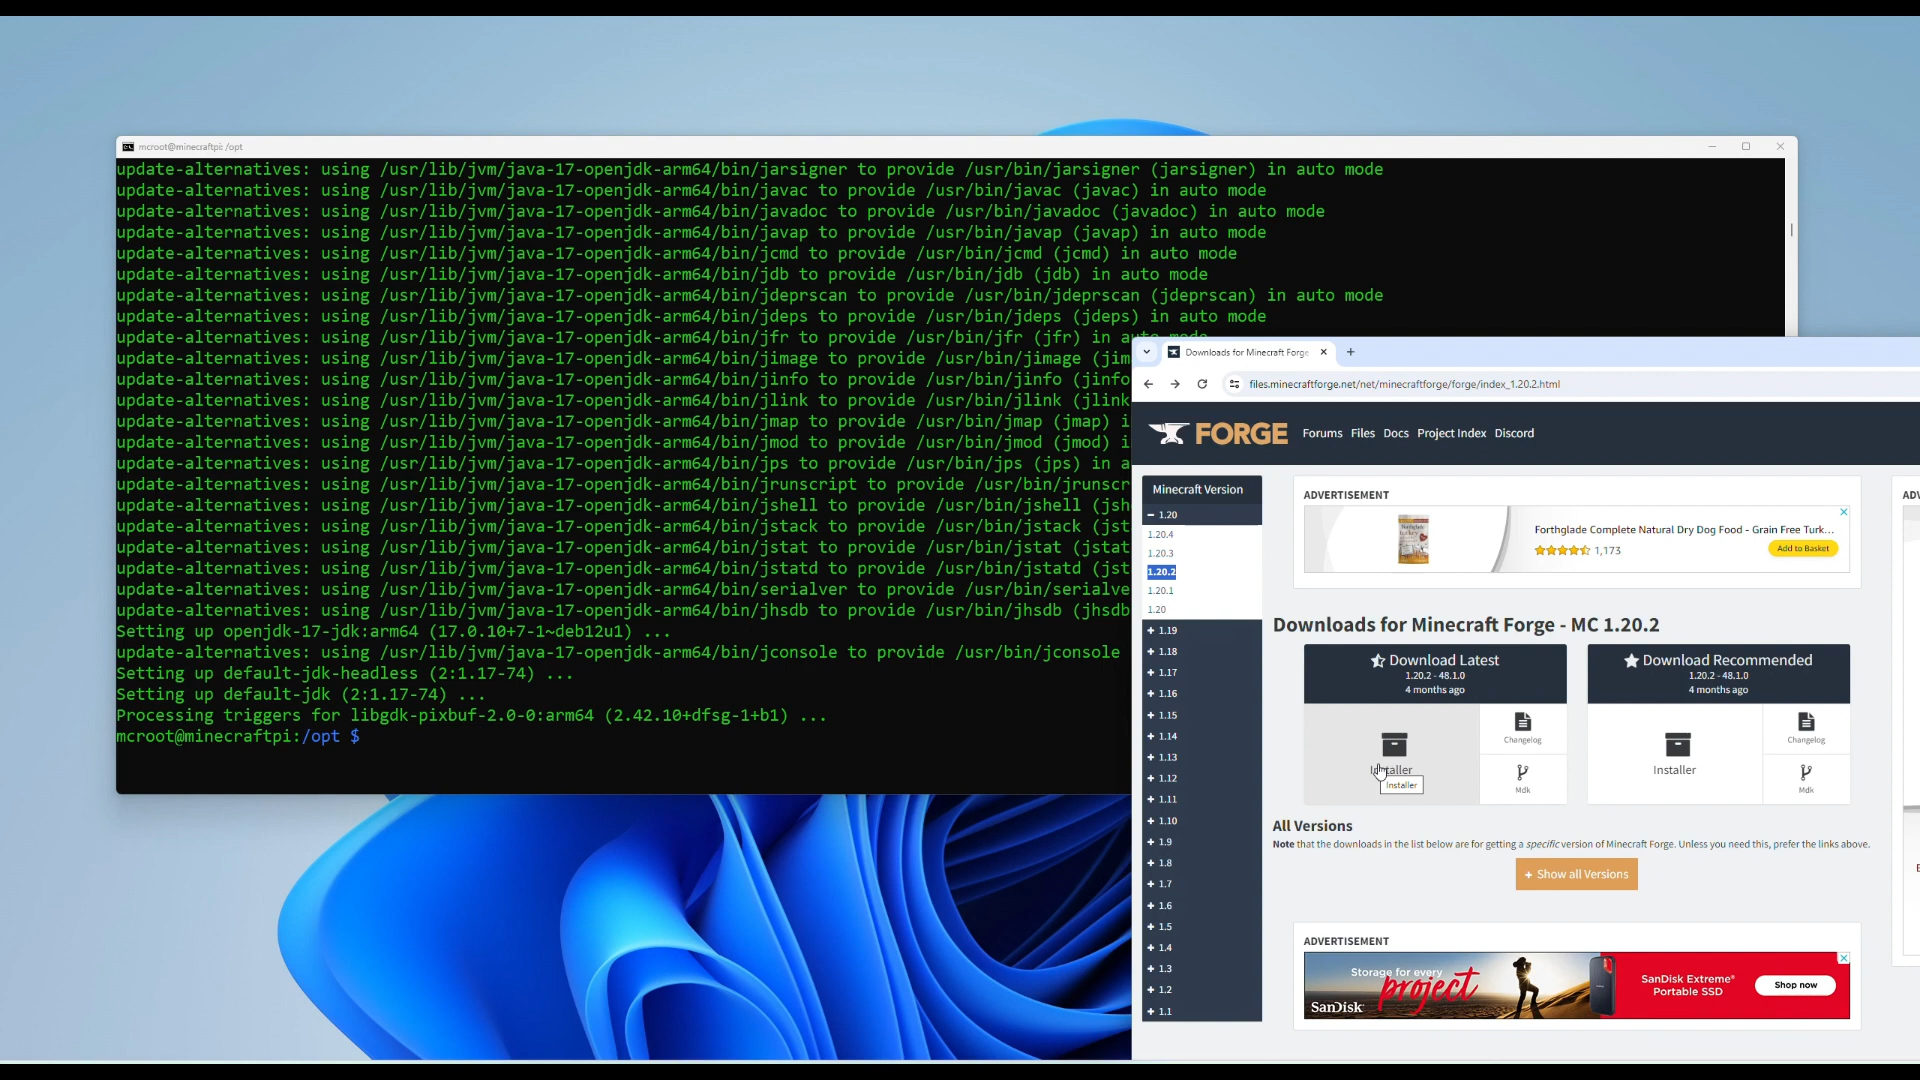 mcroot@minecraftpi: /opt
update-alternatives: using /usr/lib/jvm/java-17-openjdk-arm64/bin/jarsigner to provide /usr/bin/jarsigner (jarsigner) in auto mode
update-alternatives: using /usr/lib/jvm/java-17-openjdk-arm64/bin/javac to provide /usr/bin/javac (javac) in auto mode
update-alternatives: using /usr/lib/jvm/java-17-openjdk-arm64/bin/javadoc to provide /usr/bin/javadoc (javadoc) in auto mode
update-alternatives: using /usr/lib/jvm/java-17-openjdk-arm64/bin/javap to provide /usr/bin/javap (javap) in auto mode
update-alternatives: using /usr/lib/jvm/java-17-openjdk-arm64/bin/jcmd to provide /usr/bin/jcmd (jcmd) in auto mode
update-alternatives: using /usr/lib/jvm/java-17-openjdk-arm64/bin/jdb to provide /usr/bin/jdb (jdb) in auto mode
update-alternatives: using /usr/lib/jvm/java-17-openjdk-arm64/bin/jdeprscan to provide /usr/bin/jdeprscan (jdeprscan) in auto mode
update-alternatives: using /usr/lib/jvm/java-17-openjdk-arm64/bin/jdeps to provide /usr/bin/jdeps (jdeps) in auto mode
update-alternatives: using /usr/lib/jvm/java-17-openjdk-arm64/bin/jfr to provide /usr/bin/jfr (jfr) in auto mode
update-alternatives: using /usr/lib/jvm/java-17-openjdk-arm64/bin/jimage to provide /usr/bin/jimage (jim
update-alternatives: using /usr/lib/jvm/java-17-openjdk-arm64/bin/jinfo to provide /usr/bin/jinfo (jinfo
update-alternatives: using /usr/lib/jvm/java-17-openjdk-arm64/bin/jlink to provide /usr/bin/jlink (jlink
update-alternatives: using /usr/lib/jvm/java-17-openjdk-arm64/bin/jmap to provide /usr/bin/jmap (jmap) i
update-alternatives: using /usr/lib/jvm/java-17-openjdk-arm64/bin/jmod to provide /usr/bin/jmod (jmod) i
update-alternatives: using /usr/lib/jvm/java-17-openjdk-arm64/bin/jps to provide /usr/bin/jps (jps) in a
update-alternatives: using /usr/lib/jvm/java-17-openjdk-arm64/bin/jrunscript to provide /usr/bin/jrunscr
update-alternatives: using /usr/lib/jvm/java-17-openjdk-arm64/bin/jshell to provide /usr/bin/jshell (jsh
update-alternatives: using /usr/lib/jvm/java-17-openjdk-arm64/bin/jstack to provide /usr/bin/jstack (jst
update-alternatives: using /usr/lib/jvm/java-17-openjdk-arm64/bin/jstat to provide /usr/bin/jstat (jstat
update-alternatives: using /usr/lib/jvm/java-17-openjdk-arm64/bin/jstatd to provide /usr/bin/jstatd (jst
update-alternatives: using /usr/lib/jvm/java-17-openjdk-arm64/bin/serialver to provide /usr/bin/serialve
update-alternatives: using /usr/lib/jvm/java-17-openjdk-arm64/bin/jhsdb to provide /usr/bin/jhsdb (jhsdb
Setting up openjdk-17-jdk:arm64 (17.0.10+7-1~deb12u1) ...
update-alternatives: using /usr/lib/jvm/java-17-openjdk-arm64/bin/jconsole to provide /usr/bin/jconsole
Setting up default-jdk-headless (2:1.17-74) ...
Setting up default-jdk (2:1.17-74) ...
Processing triggers for libgdk-pixbuf-2.0-0:arm64 (2.42.10+dfsg-1+b1) ...
mcroot@minecraftpi:/opt $
Downloads for Minecraft Forge
files.minecraftforge.net/net/minecraftforge/forge/index_1.20.2.html
FORGE Forums Files Docs Project Index Discord
Minecraft Version
1.20
1.20.4
1.20.3
1.20.2
1.20.1
1.20
+ 1.19
+ 1.18
+ 1.17
+ 1.16
+ 1.15
+ 1.14
+ 1.13
+ 1.12
+ 1.11
+ 1.10
+ 1.9
+ 1.8
+ 1.7
+ 1.6
+ 1.5
+ 1.4
+ 1.3
+ 1.2
+ 1.1
ADVERTISEMENT
Forthglade Complete Natural Dry Dog Food - Grain Free Turk...
1,173
Add to Basket
Downloads for Minecraft Forge - MC 1.20.2
Download Latest
1.20.2 - 48.1.0
4 months ago
Installer
Installer
Changelog
Mdk
Download Recommended
1.20.2 - 48.1.0
4 months ago
Installer
Changelog
Mdk
All Versions
Note that the downloads in the list below are for getting a specific version of Minecraft Forge. Unless you need this, prefer the links above.
+ Show all Versions
ADVERTISEMENT
Storage for every
project
SanDisk
SanDisk Extreme®
Portable SSD
Shop now
ADV